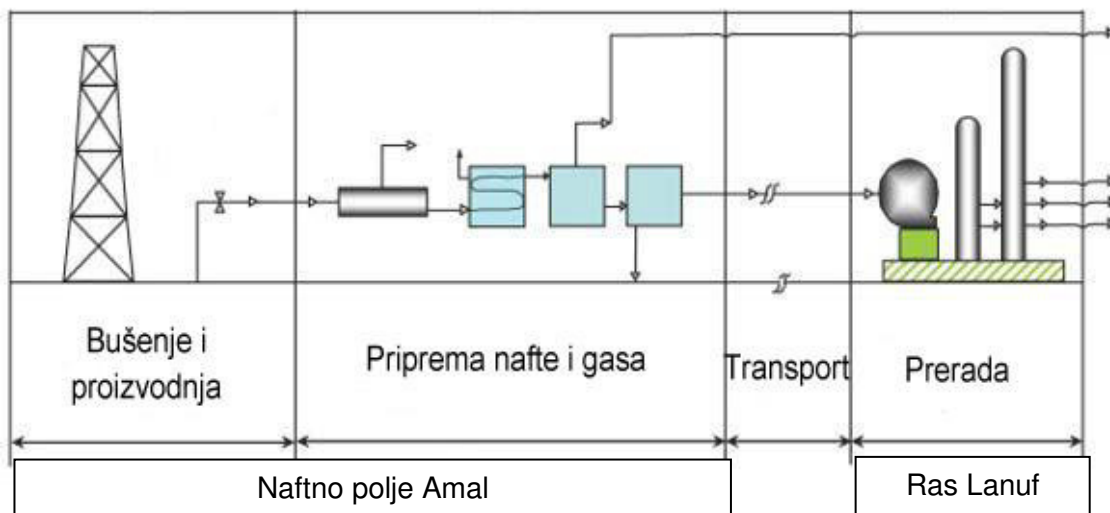 Bušenje i
proizvodnja
Priprema nafte i gasa
Transport
Prerada
Naftno polje Amal
Ras Lanuf